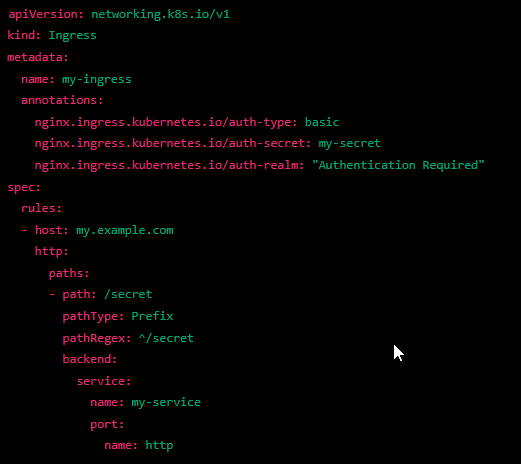 apiVersion: networking.k8s.io/v1
kind: Ingress
metadata:
  name: my-ingress
  annotations:
    nginx.ingress.kubernetes.io/auth-type: basic
    nginx.ingress.kubernetes.io/auth-secret: my-secret
    nginx.ingress.kubernetes.io/auth-realm: "Authentication Required"
spec:
  rules:
  - host: my.example.com
    http:
      paths:
      - path: /secret
        pathType: Prefix
        pathRegex: ^/secret
        backend:
          service:
            name: my-service
            port:
              name: http